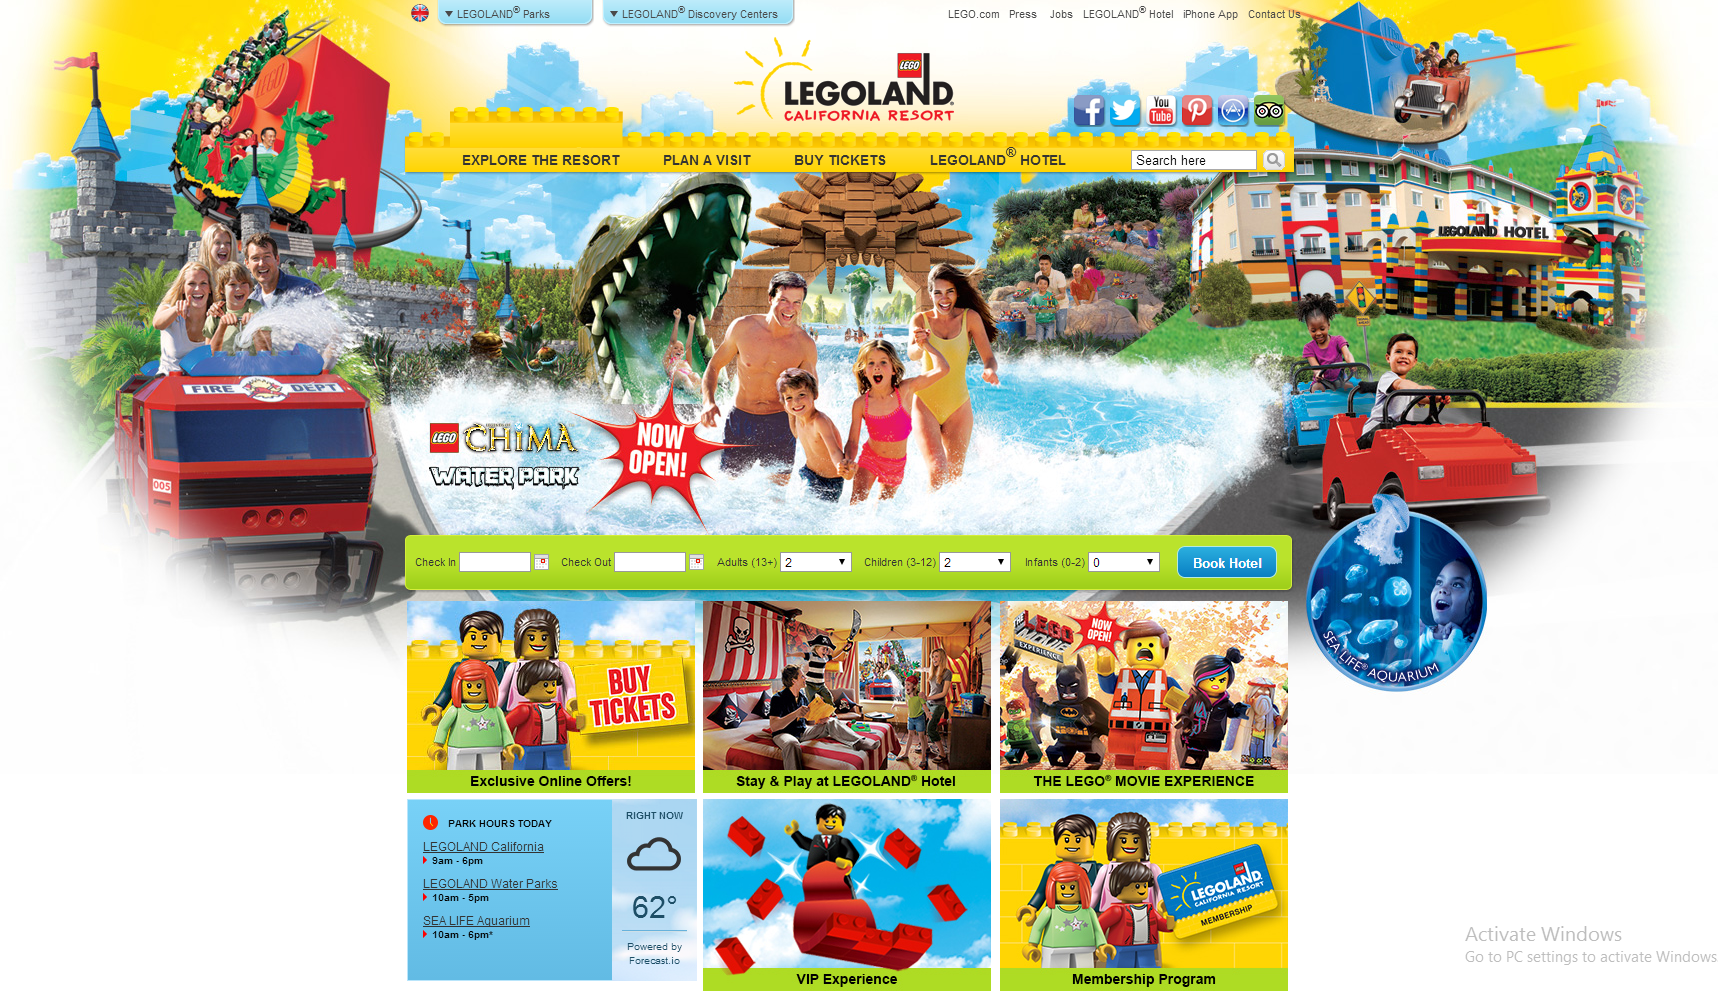 LEGOLAND® Parks
LEGOLAND® Discovery Centers
LEGO.com Press Jobs LEGOLAND® Hotel iPhone App Contact Us
LEGO
LEGOLAND®
CALIFORNIA RESORT
You
Tube
EXPLORE THE RESORT
PLAN A VISIT
BUY TICKETS
LEGOLAND® HOTEL
Search here
LEGOLAND HOTEL
FIRE DEPT
005
LEGO CHIMA
WATER PARK
NOW
OPEN!
Check In
Check Out
Adults (13+) 2
Children (3-12) 2
Infants (0-2) 0
Book Hotel
SEA LIFE® AQUARIUM
BUY
TICKETS
THE LEGO MOVIE
EXPERIENCE
NOW
OPEN!
Exclusive Online Offers!
Stay & Play at LEGOLAND® Hotel
THE LEGO® MOVIE EXPERIENCE
PARK HOURS TODAY
LEGOLAND California
9am - 6pm
LEGOLAND Water Parks
10am - 5pm
SEA LIFE Aquarium
10am - 6pm*
RIGHT NOW
62°
Powered by
Forecast.io
VIP Experience
LEGOLAND
CALIFORNIA RESORT
MEMBERSHIP
Membership Program
Activate Windows
Go to PC settings to activate Windows